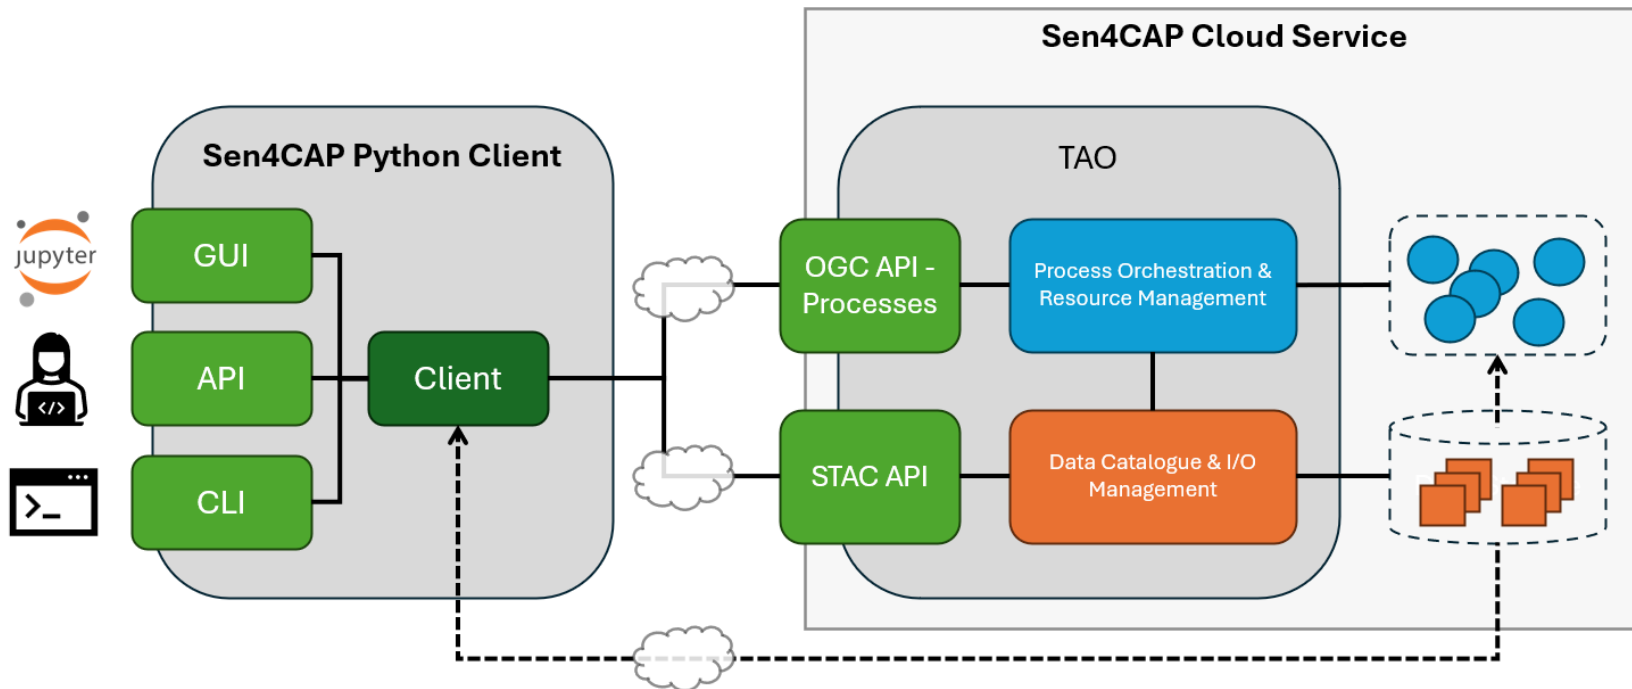 Sen4CAP Cloud Service
Sen4CAP Python Client
TAO
jupyter
GUI
API
</>
CLI
>_
Client
OGC API -
Processes
Process Orchestration &
Resource Management
STAC API
Data Catalogue & I/O
Management